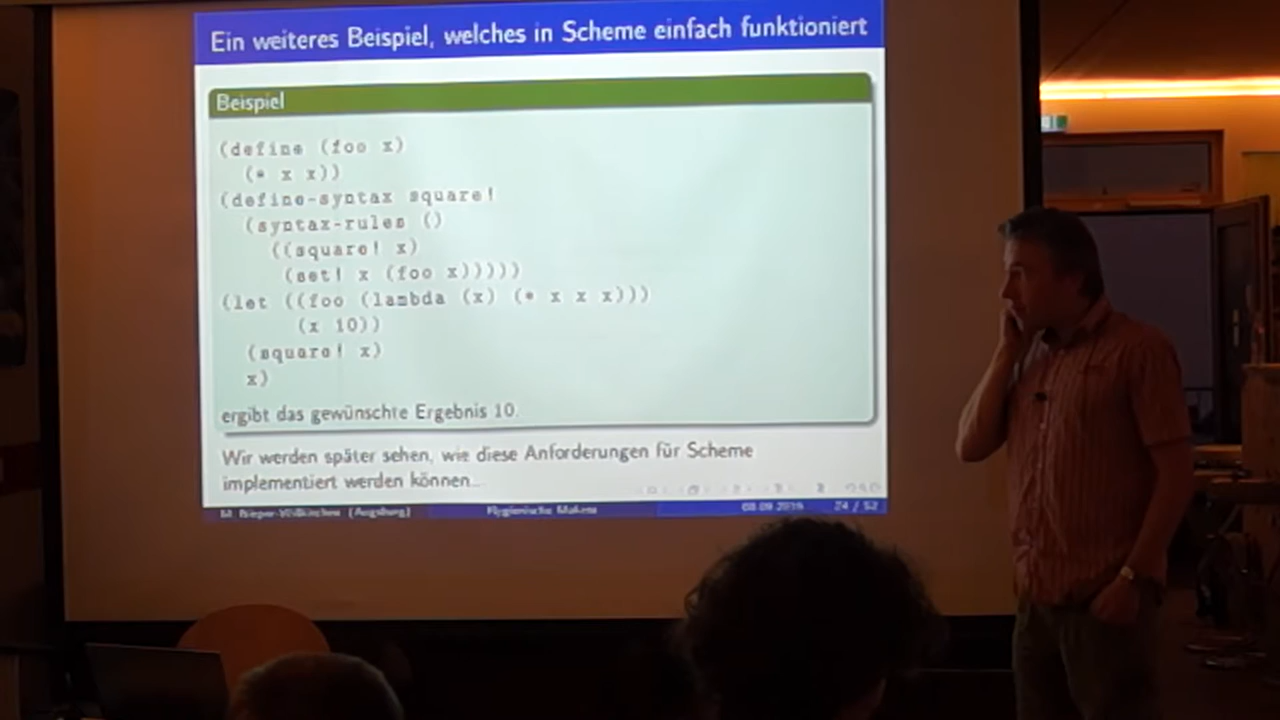 Ein weiteres Beispiel, welches in Scheme einfach funktioniert
Beispiel
(define (foo x)
(* x x))
(define-syntax square!
(syntax-rules ()
((square! x)
(set! x (foo x)))))
(let ((foo (lambda (x) (* x x x)))
(x 10))
(square! x)
x)
ergibt das gewünschte Ergebnis 10.
Wir werden später sehen, wie diese Anforderungen für Scheme
implementiert werden können...
(Augsburg)
Hygienische Makros
24 / 52